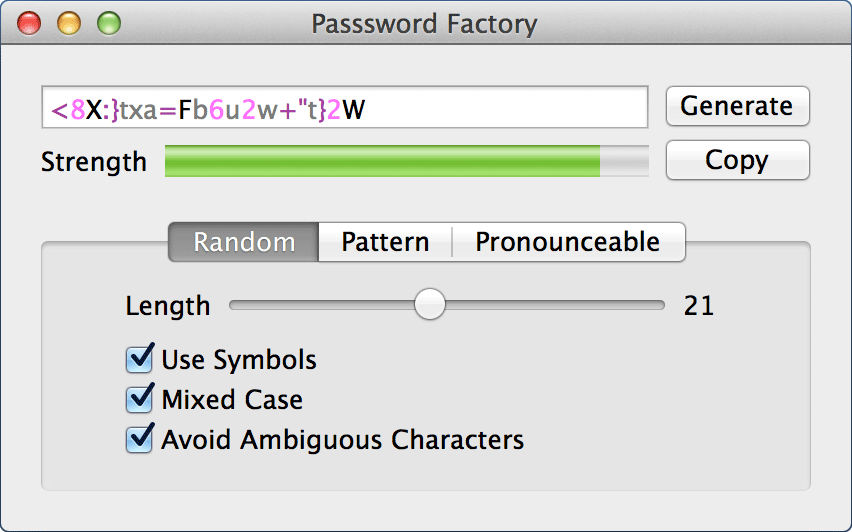 Passsword Factory
<8X:}txa=Fb6u2w+"t}2W
Generate
Strength
Copy
Random Pattern Pronounceable
Length 21
Use Symbols
Mixed Case
Avoid Ambiguous Characters